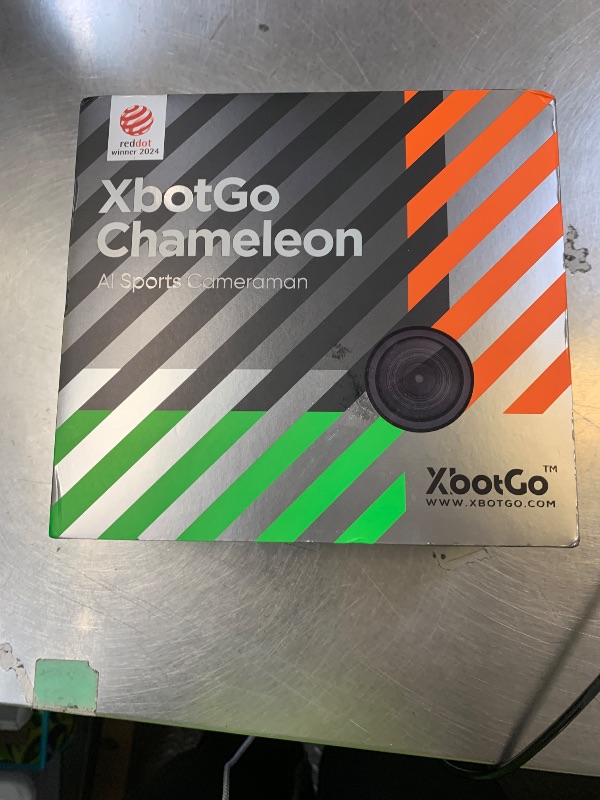 reddot
winner 2024
XbotGo
Chameleon
AI Sports Cameraman
XbotGo™
WWW.XBOTGO.COM